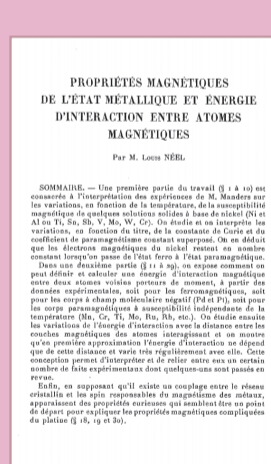 PROPRIÉTÉS MAGNÉTIQUES
DE L'ÉTAT MÉTALLIQUE ET ÉNERGIE
D'INTERACTION ENTRE ATOMES
MAGNÉTIQUES
Par M. Louis NÉEL
SOMMAIRE. — Une première partie du travail (§ 1 à 10) est
consacrée à l'interprétation des expériences de M. Manders sur
les variations, en fonction de la température, de la susceptibilité
magnétique de quelques solutions solides à base de nickel (Ni et
Al ou Ti, Sn, Sb, V, Mo, W, Cr). On étudie et on interprète les
variations, en fonction du titre, de la constante de Curie et du
coefficient de paramagnétisme constant superposé. On en déduit
que les électrons magnétiques du nickel restent en nombre
constant lorsqu'on passe de l'état ferro à l'état paramagnétique.
Dans une deuxième partie (§ 11 à 29), on expose comment on
peut définir et calculer une énergie d'interaction magnétique
entre deux atomes voisins porteurs de moment, à partir des
données expérimentales, soit pour les ferromagnétiques, soit
pour les corps à champ moléculaire négatif (Pd et Pt), soit pour
les corps paramagnétiques à susceptibilité indépendante de la
température (Mn, Cr, Ti, Mo, Ru, Rh, etc.). On étudie ensuite
les variations de l'énergie d'interaction avec la distance entre les
couches magnétiques des atomes interagissant et on montre
qu'en première approximation l'énergie d'interaction ne dépend
que de cette distance et varie très régulièrement avec elle. Cette
conception permet d'interpréter et de relier entre eux un certain
nombre de faits expérimentaux dont quelques-uns sont passés en
revue.
Enfin, en supposant qu'il existe un couplage entre le réseau
cristallin et les spin responsables du magnétisme des métaux,
apparaissent des propriétés curieuses qui semblent être un point
de départ pour expliquer les propriétés magnétiques compliquées
du platine (§ 18, 19 et 30).